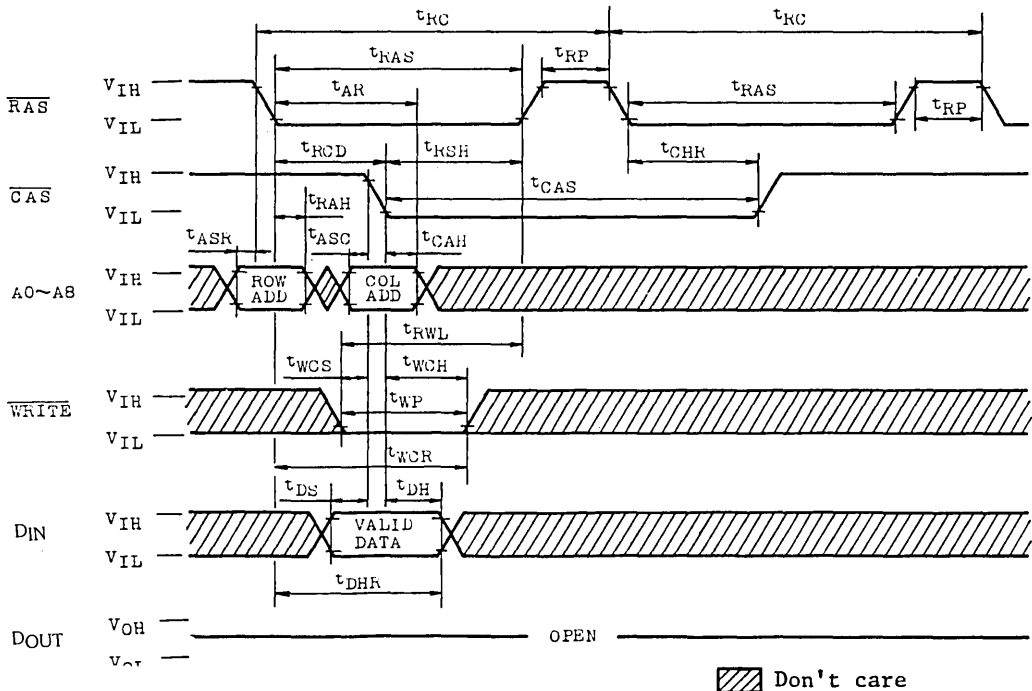 tRC tRC
tRAS tRP
tAR tRAS tRP
RAS VIH
VIL
tRCD tRSH tCHR
CAS VIH
VIL
tCAS
tRAH
tASR tASC tCAH
A0~A8 VIH
VIL
ROW ADD
COL ADD
tRWL
tWCS tWCH
WRITE VIH
VIL
tWP
tWCR
tDS tDH
DIN VIH
VIL
VALID DATA
tDHR
DOUT VOH
OPEN
Don't care